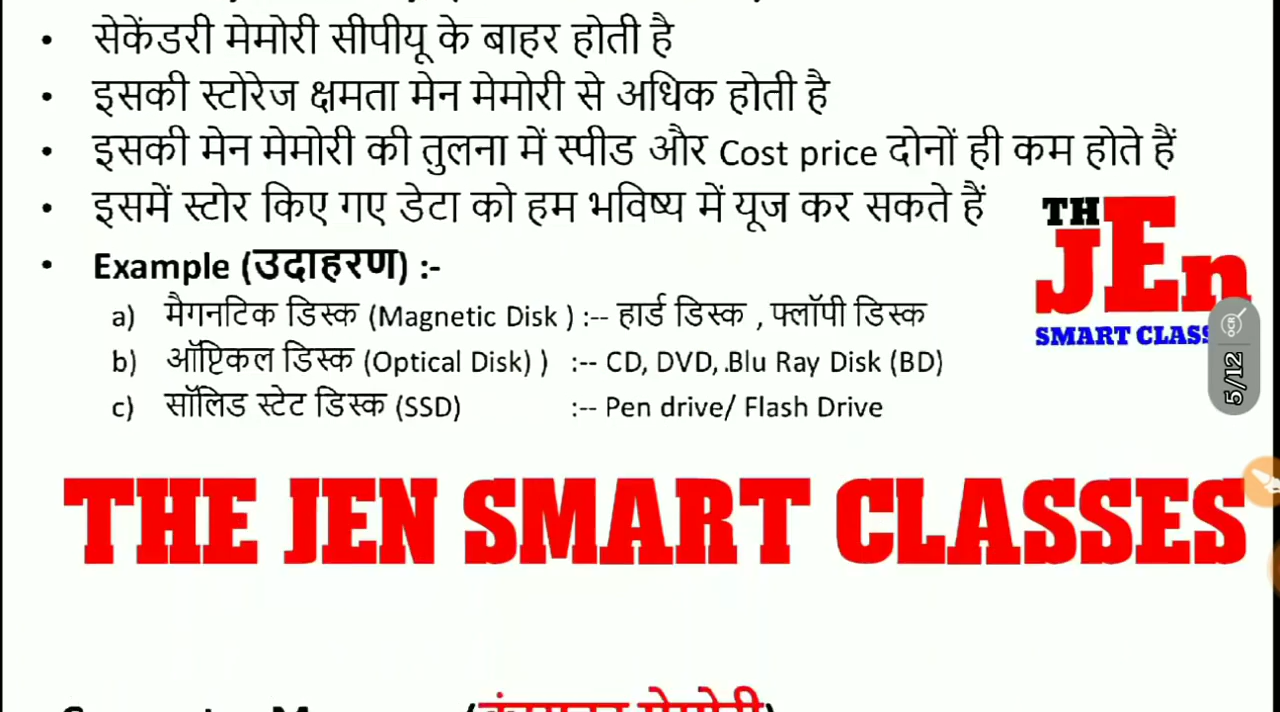 • सेकेंडरी मेमोरी सीपीयू के बाहर होती है
• इसकी स्टोरेज क्षमता मेन मेमोरी से अधिक होती है
• इसकी मेन मेमोरी की तुलना में स्पीड और Cost price दोनों ही कम होते हैं
• इसमें स्टोर किए गए डेटा को हम भविष्य में यूज कर सकते हैं
TH
JEn
SMART CLASS
• Example (उदाहरण) :-
a) मैगनटिक डिस्क (Magnetic Disk ) :-- हार्ड डिस्क , फ्लॉपी डिस्क
b) ऑप्टिकल डिस्क (Optical Disk) ) :-- CD, DVD, .Blu Ray Disk (BD)
c) सॉलिड स्टेट डिस्क (SSD) :-- Pen drive/ Flash Drive
OCR
5/12
THE JEN SMART CLASSES